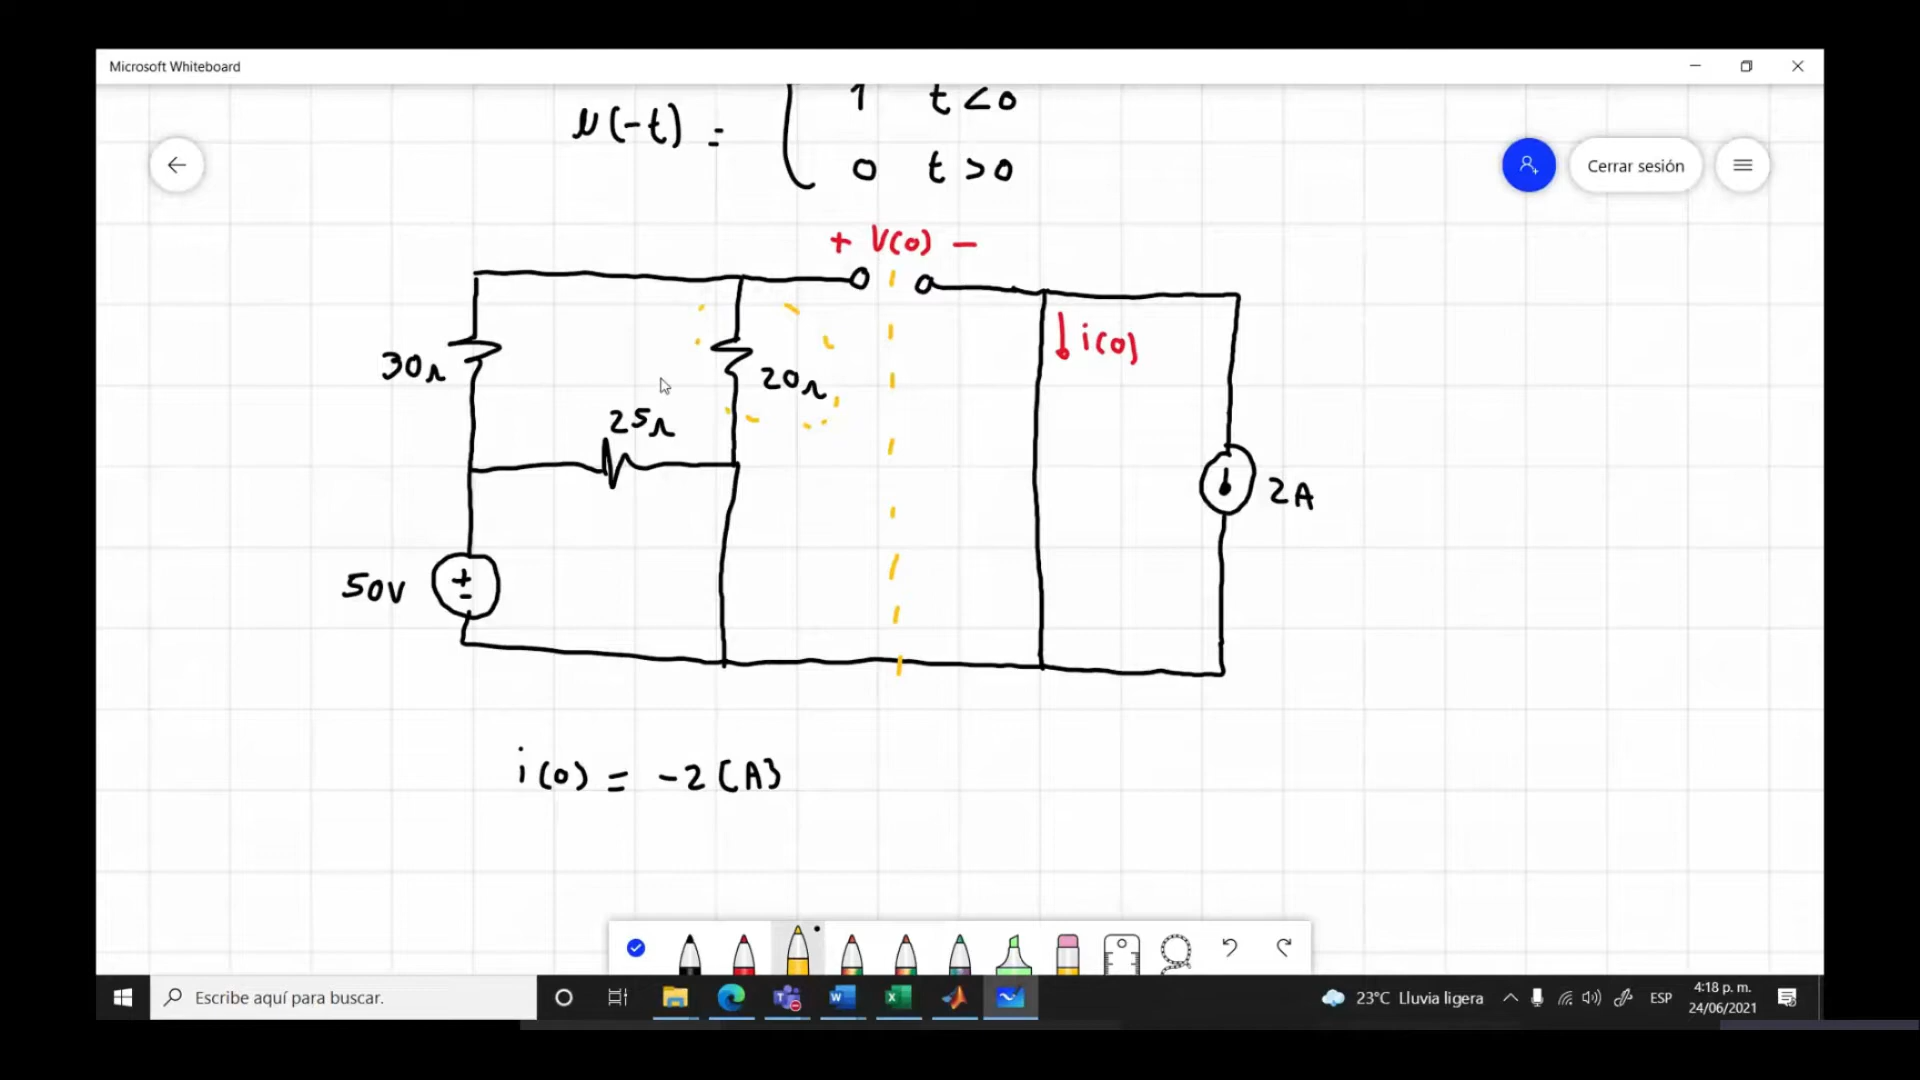 Microsoft Whiteboard
1 t<0
u(-t) =
0 t>0
Cerrar sesión
+ V(0) -
i(0)
30Ω
20Ω
25Ω
2A
50V
+
-
i(0) = -2[A]
Escribe aquí para buscar.
23°C Lluvia ligera
ESP
4:18 p. m.
24/06/2021